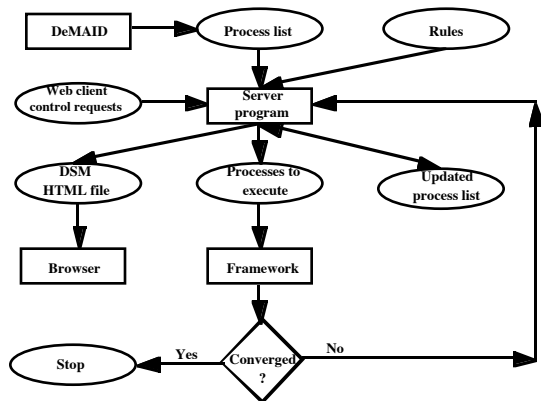 DeMAID
Process list
Rules
Web client
control requests
Server
program
DSM
HTML file
Processes to
execute
Updated
process list
Browser
Framework
Yes
No
Stop
Converged
?